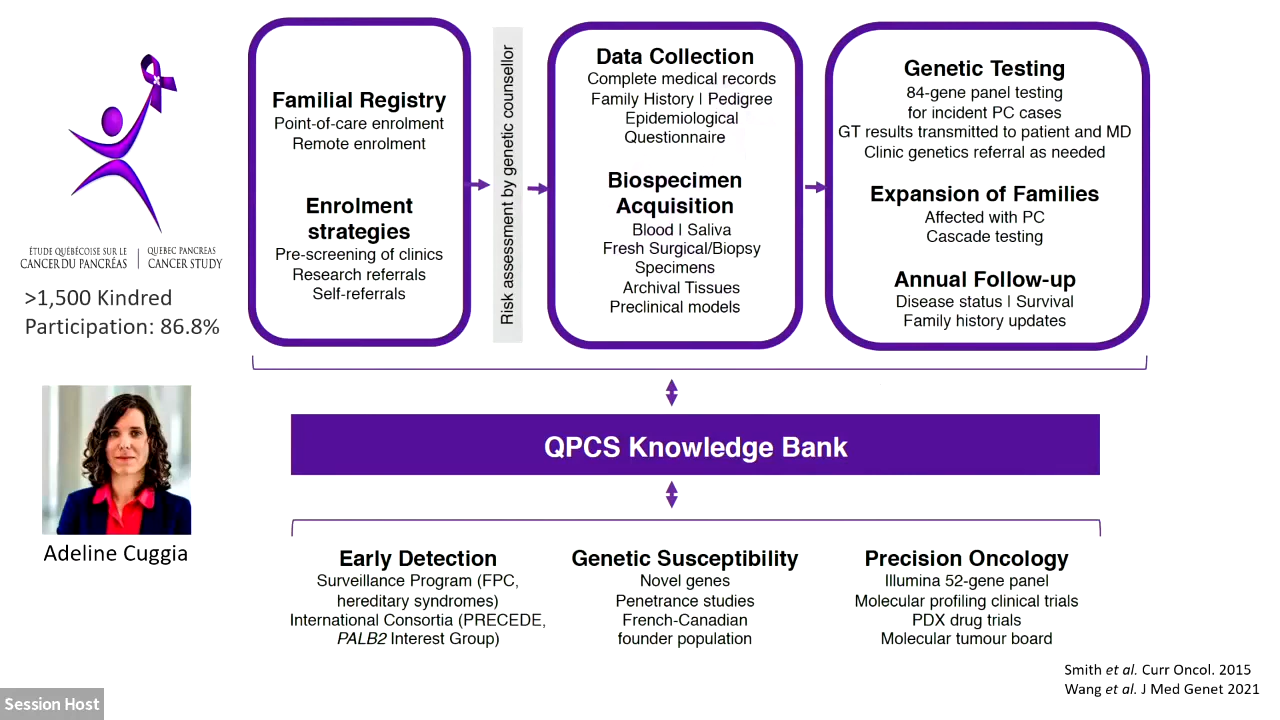 ÉTUDE QUÉBÉCOISE SUR LE
CANCER DU PANCRÉAS
QUEBEC PANCREAS
CANCER STUDY
>1,500 Kindred
Participation: 86.8%
Adeline Cuggia
Familial Registry
Point-of-care enrolment
Remote enrolment
Enrolment
strategies
Pre-screening of clinics
Research referrals
Self-referrals
Risk assessment by genetic counsellor
Data Collection
Complete medical records
Family History | Pedigree
Epidemiological
Questionnaire
Biospecimen
Acquisition
Blood | Saliva
Fresh Surgical/Biopsy
Specimens
Archival Tissues
Preclinical models
Genetic Testing
84-gene panel testing
for incident PC cases
GT results transmitted to patient and MD
Clinic genetics referral as needed
Expansion of Families
Affected with PC
Cascade testing
Annual Follow-up
Disease status | Survival
Family history updates
QPCS Knowledge Bank
Early Detection
Surveillance Program (FPC,
hereditary syndromes)
International Consortia (PRECEDE,
PALB2 Interest Group)
Genetic Susceptibility
Novel genes
Penetrance studies
French-Canadian
founder population
Precision Oncology
Illumina 52-gene panel
Molecular profiling clinical trials
PDX drug trials
Molecular tumour board
Smith et al. Curr Oncol. 2015
Wang et al. J Med Genet 2021
Session Host